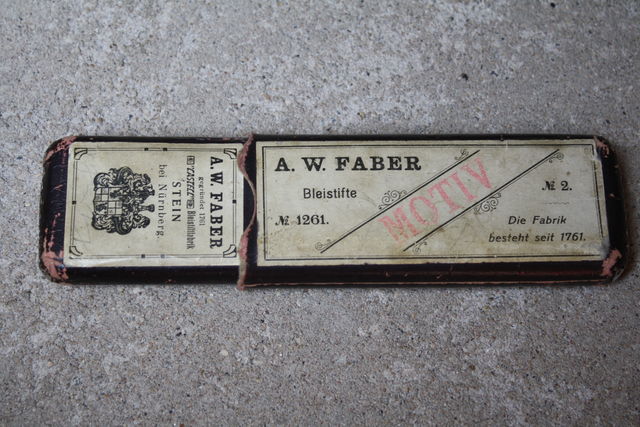 A. W. FABER
gegründet 1761
"CASTELL" Bleistiftfabrik
STEIN
bei Nürnberg.
A. W. FABER
Bleistifte
№ 1261.
MOTIV
№ 2.
Die Fabrik
besteht seit 1761.